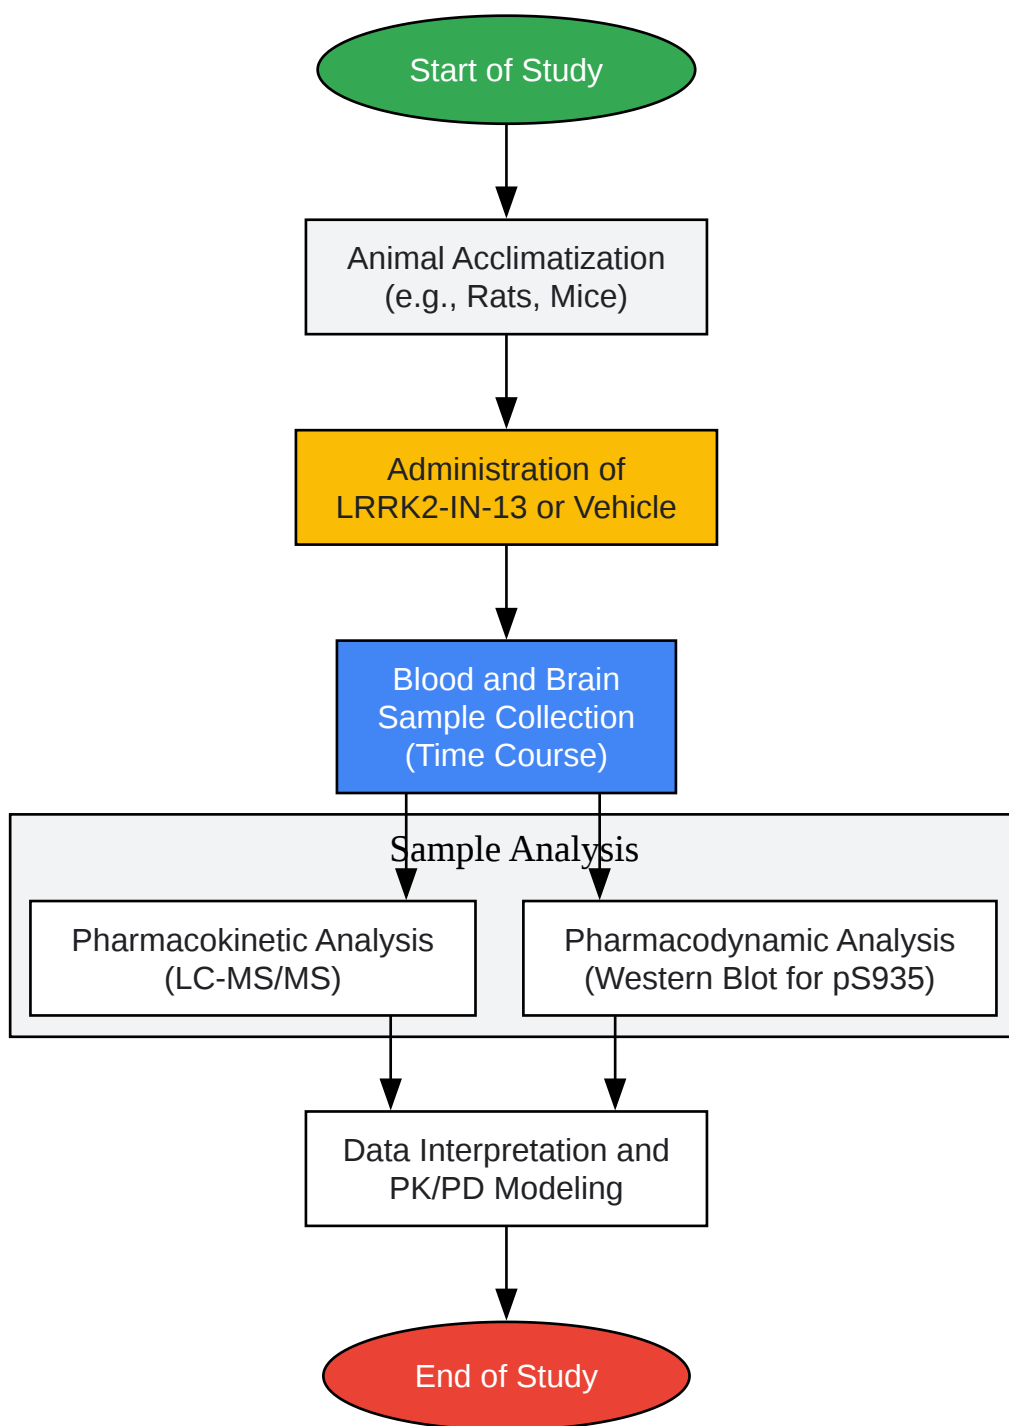 Start of Study
Animal Acclimatization
(e.g., Rats, Mice)
Administration of
LRRK2-IN-13 or Vehicle
Blood and Brain
Sample Collection
(Time Course)
Sample Analysis
Pharmacokinetic Analysis
(LC-MS/MS)
Pharmacodynamic Analysis
(Western Blot for pS935)
Data Interpretation and
PK/PD Modeling
End of Study